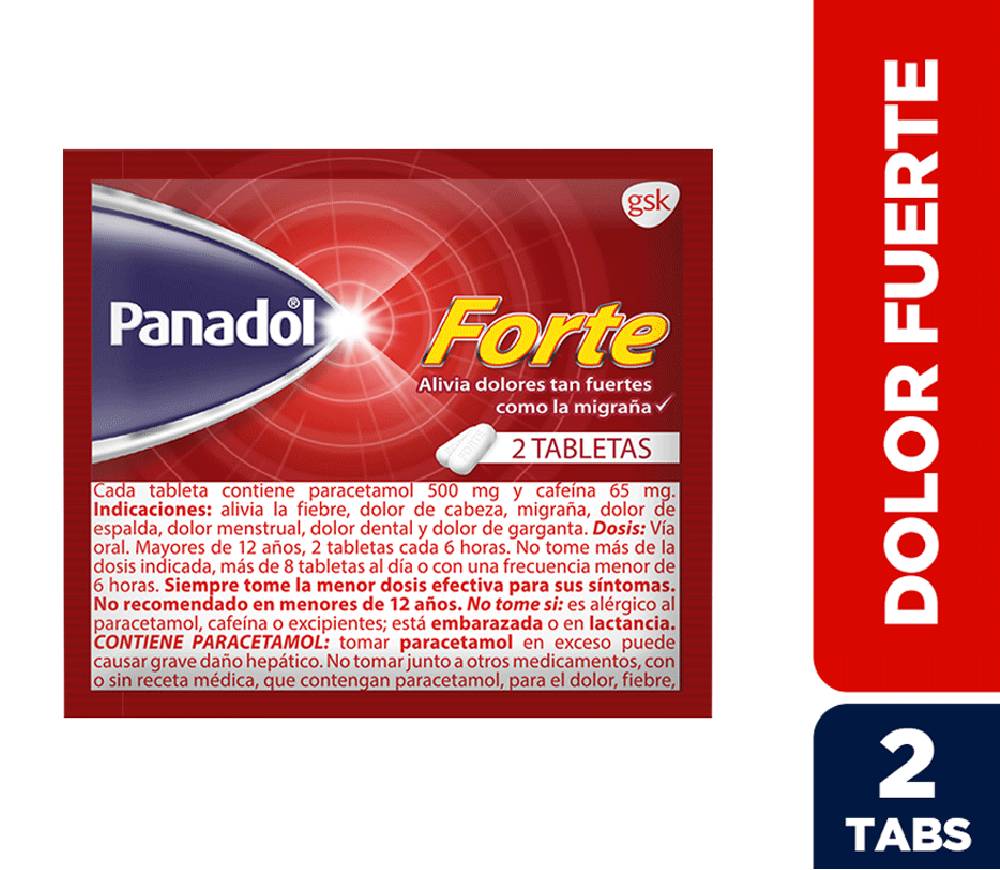 gsk
Panadol®
Forte
Alivia dolores tan fuertes
como la migraña✓
2 TABLETAS
Cada tableta contiene paracetamol 500 mg y cafeína 65 mg.
Indicaciones: alivia la fiebre, dolor de cabeza, migraña, dolor de
espalda, dolor menstrual, dolor dental y dolor de garganta. Dosis: Vía
oral. Mayores de 12 años, 2 tabletas cada 6 horas. No tome más de la
dosis indicada, más de 8 tabletas al día o con una frecuencia menor de
6 horas. Siempre tome la menor dosis efectiva para sus síntomas.
No recomendado en menores de 12 años. No tome si: es alérgico al
paracetamol, cafeína o excipientes; está embarazada o en lactancia.
CONTIENE PARACETAMOL: tomar paracetamol en exceso puede
causar grave daño hepático. No tomar junto a otros medicamentos, con
o sin receta médica, que contengan paracetamol, para el dolor, fiebre,
DOLOR FUERTE
2
TABS